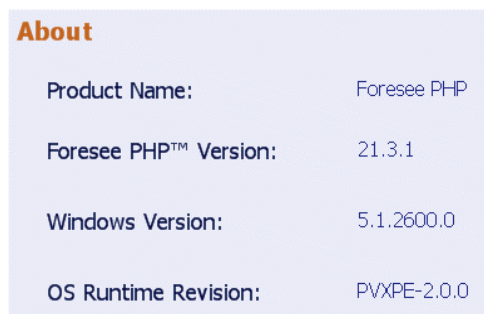 About
Product Name: Foresee PHP
Foresee PHP™ Version: 21.3.1
Windows Version: 5.1.2600.0
OS Runtime Revision: PVXPE-2.0.0